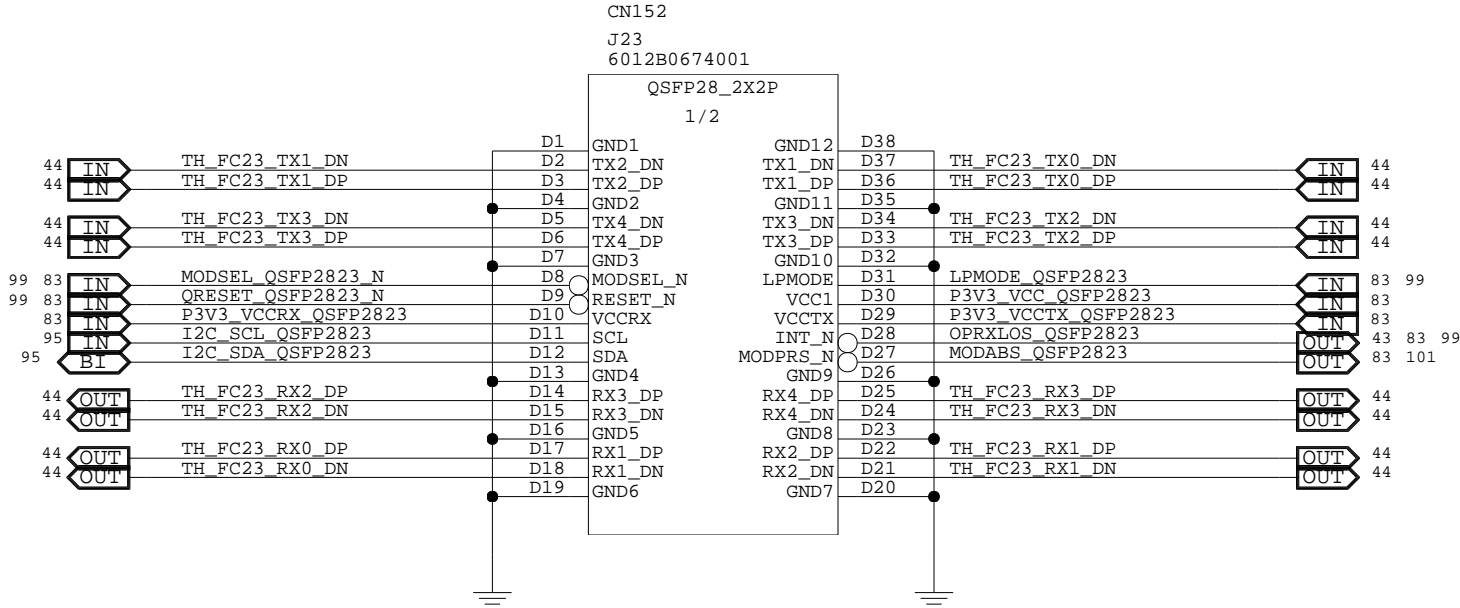 CN152
J23
6012B0674001
QSFP28_2X2P
1/2
D1 GND1 GND12 D38
44 IN TH_FC23_TX1_DN D2 TX2_DN TX1_DN D37 TH_FC23_TX0_DN IN 44
44 IN TH_FC23_TX1_DP D3 TX2_DP TX1_DP D36 TH_FC23_TX0_DP IN 44
D4 GND2 GND11 D35
44 IN TH_FC23_TX3_DN D5 TX4_DN TX3_DN D34 TH_FC23_TX2_DN IN 44
44 IN TH_FC23_TX3_DP D6 TX4_DP TX3_DP D33 TH_FC23_TX2_DP IN 44
D7 GND3 GND10 D32
99 83 IN MODSEL_QSFP2823_N D8 MODSEL_N LPMODE D31 LPMODE_QSFP2823 IN 83 99
99 83 IN QRESET_QSFP2823_N D9 RESET_N VCC1 D30 P3V3_VCC_QSFP2823 IN 83
83 IN P3V3_VCCRX_QSFP2823 D10 VCCRX VCCTX D29 P3V3_VCCTX_QSFP2823 IN 83
95 IN I2C_SCL_QSFP2823 D11 SCL INT_N D28 OPRXLOS_QSFP2823 OUT 43 83 99
95 BI I2C_SDA_QSFP2823 D12 SDA MODPRS_N D27 MODABS_QSFP2823 OUT 83 101
D13 GND4 GND9 D26
44 OUT TH_FC23_RX2_DP D14 RX3_DP RX4_DP D25 TH_FC23_RX3_DP OUT 44
44 OUT TH_FC23_RX2_DN D15 RX3_DN RX4_DN D24 TH_FC23_RX3_DN OUT 44
D16 GND5 GND8 D23
44 OUT TH_FC23_RX0_DP D17 RX1_DP RX2_DP D22 TH_FC23_RX1_DP OUT 44
44 OUT TH_FC23_RX0_DN D18 RX1_DN RX2_DN D21 TH_FC23_RX1_DN OUT 44
D19 GND6 GND7 D20